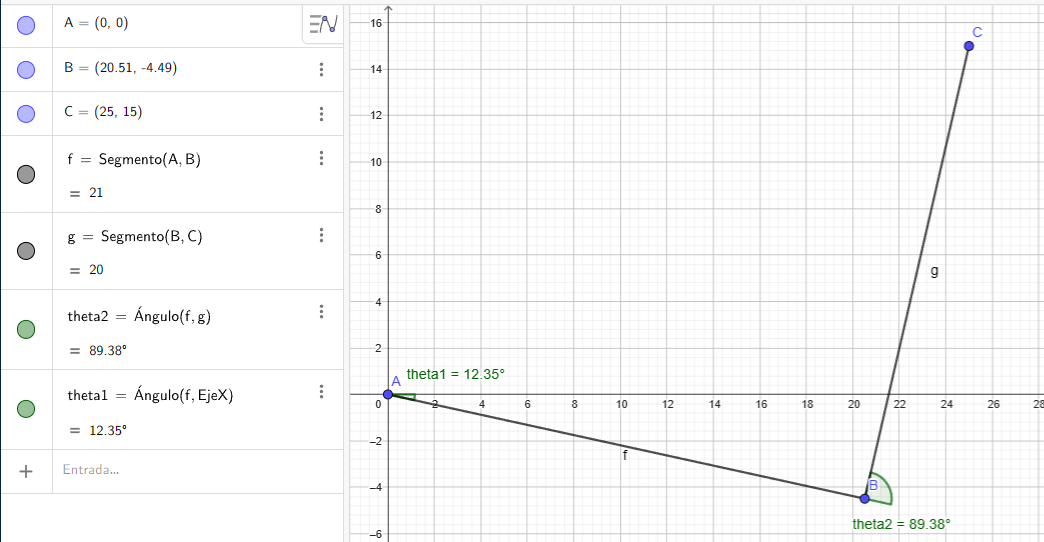 A = (0, 0)
B = (20.51, -4.49)
C = (25, 15)
f = Segmento(A, B)
= 21
g = Segmento(B, C)
= 20
theta2 = Ángulo(f, g)
= 89.38°
theta1 = Ángulo(f, EjeX)
= 12.35°
+ Entrada...
16
C
14
12
10
8
6
g
4
2
A theta1 = 12.35°
0 2 4 6 8 10 12 14 16 18 20 22 24 26 28
−2
f
−4
B
theta2 = 89.38°
−6